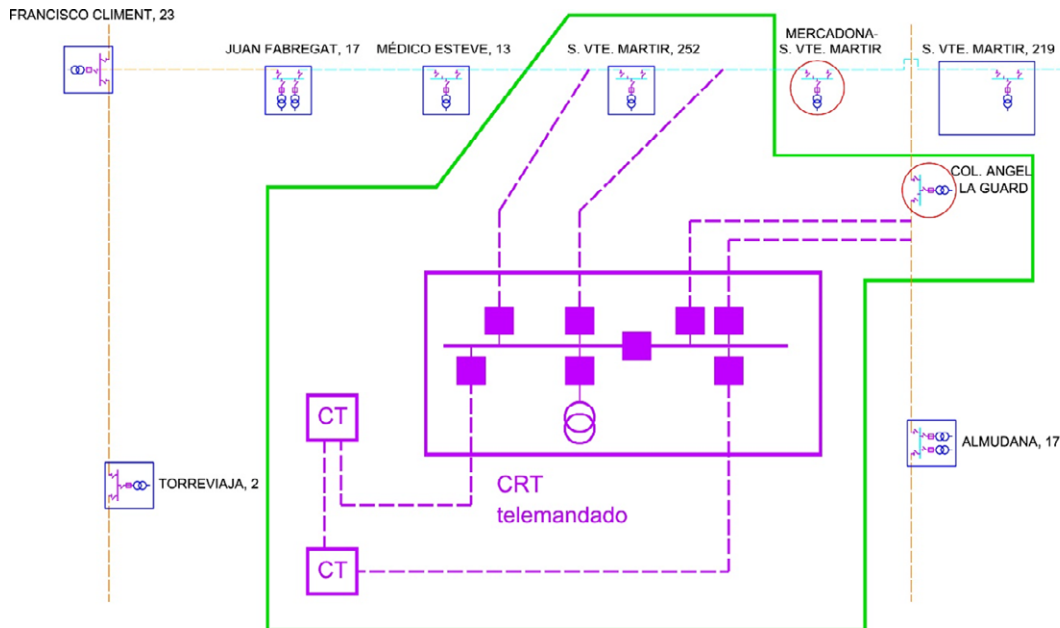 FRANCISCO CLIMENT, 23
JUAN FABREGAT, 17
MÉDICO ESTEVE, 13
S. VTE. MARTIR, 252
MERCADONA-
S. VTE. MARTIR
S. VTE. MARTIR, 219
COL. ANGEL
LA GUARD
CT
ALMUDANA, 17
TORREVIAJA, 2
CRT
telemandado
CT